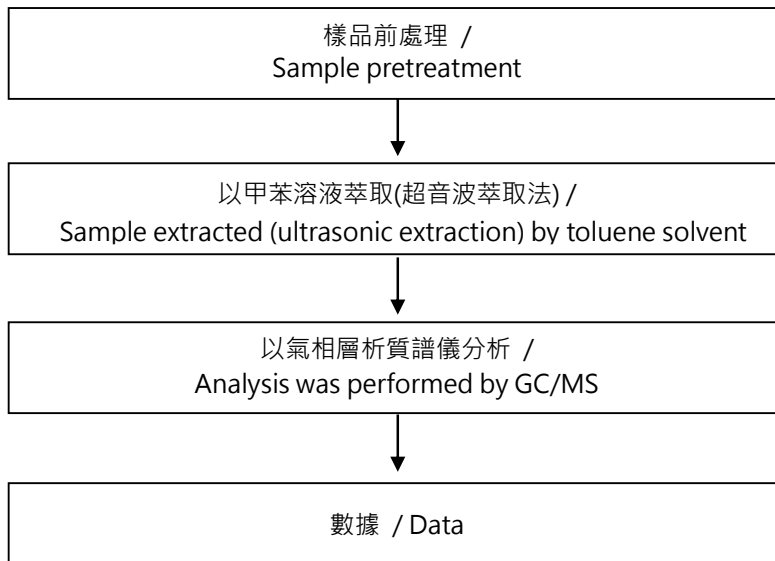 樣品前處理 /
Sample pretreatment
以甲苯溶液萃取(超音波萃取法) /
Sample extracted (ultrasonic extraction) by toluene solvent
以氣相層析質譜儀分析 /
Analysis was performed by GC/MS
數據 / Data